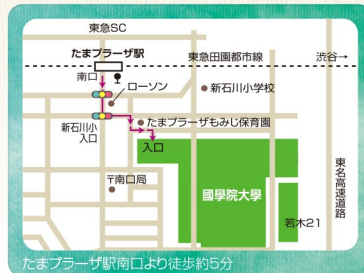 東急SC
たまプラーザ駅
東急田園都市線
渋谷→
南口
ローソン
新石川小学校
新石川小
入口
たまプラーザもみじ保育園
入口
〒南口局
國學院大學
若木21
東名高速道路
たまプラーザ駅南口より徒歩約5分